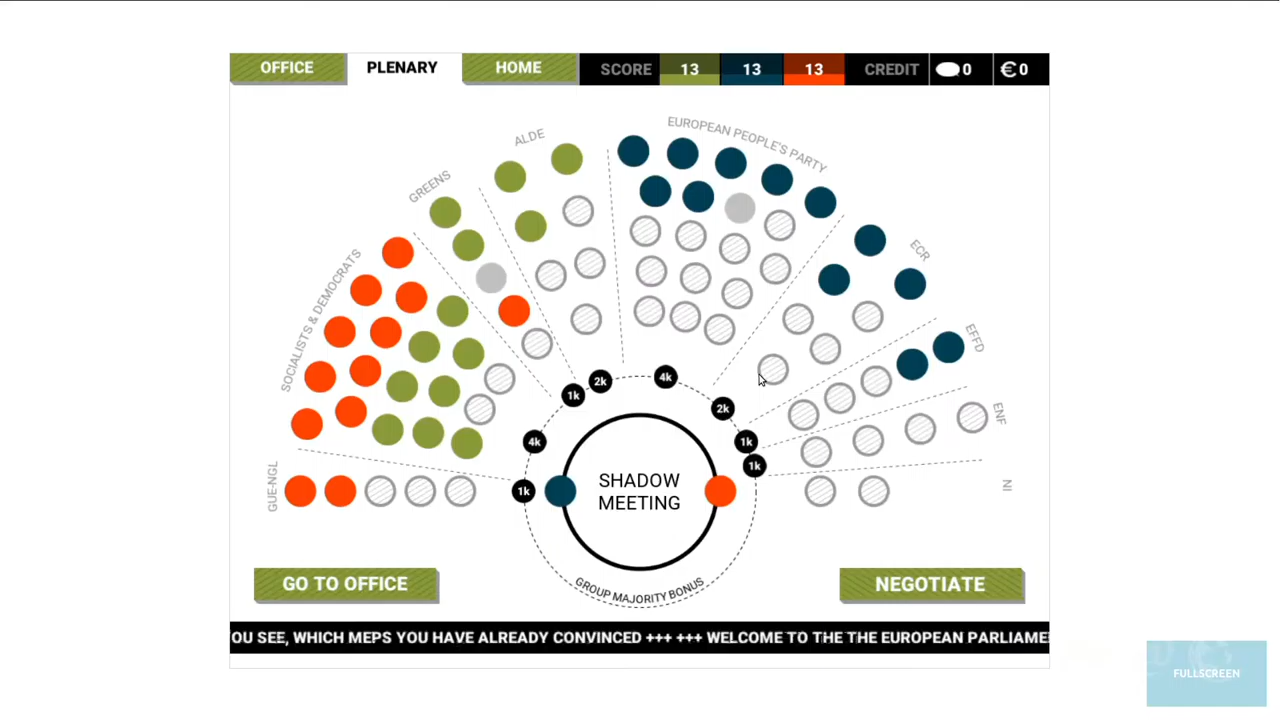 OFFICE
PLENARY
HOME
SCORE
13
13
13
CREDIT
0
€0
EUROPEAN PEOPLE'S PARTY
ALDE
GREENS
ECR
SOCIALISTS & DEMOCRATS
EFFD
4k
2k
1k
2k
ENF
4k
1k
1k
GUE-NGL
1k
NI
SHADOW
MEETING
GROUP MAJORITY BONUS
GO TO OFFICE
NEGOTIATE
OU SEE, WHICH MEPS YOU HAVE ALREADY CONVINCED +++ +++ WELCOME TO THE THE EUROPEAN PARLIAME
FULLSCREEN